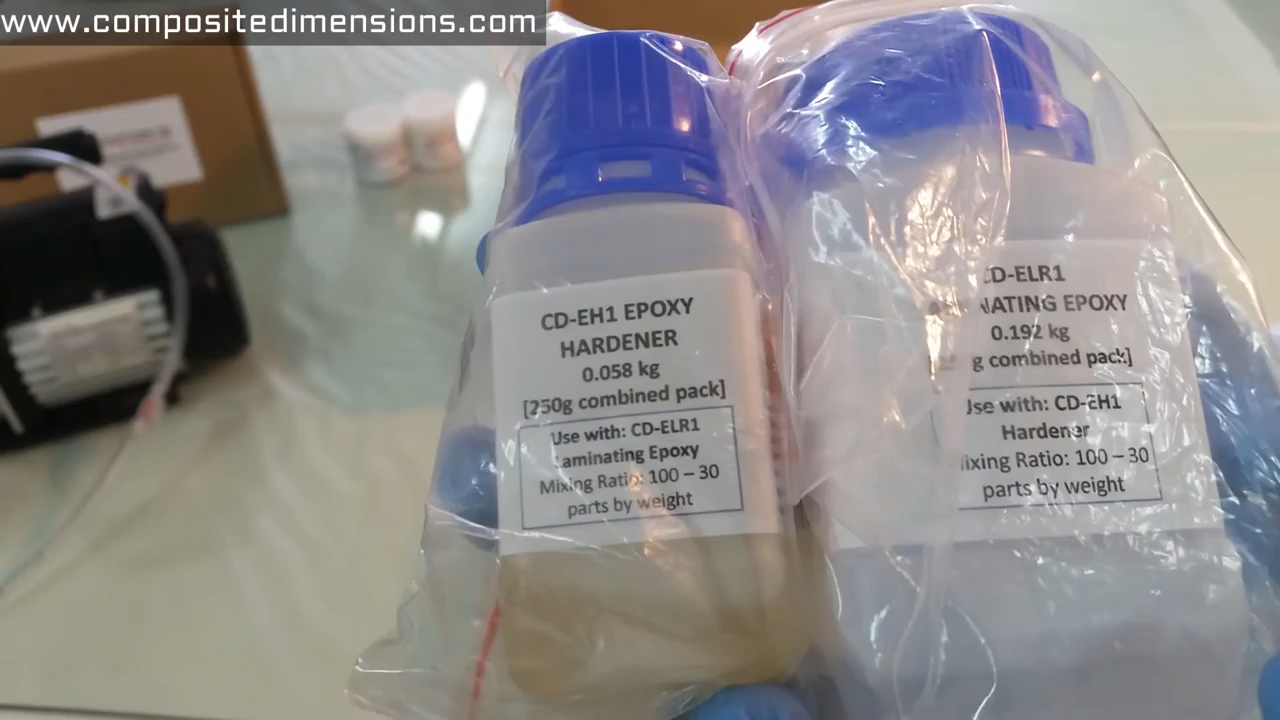 www.compositedimensions.com
CD-EH1 EPOXY
HARDENER
0.058 kg
[250g combined pack]
Use with: CD-ELR1
Laminating Epoxy
Mixing Ratio: 100 – 30
parts by weight
CD-ELR1
EPOXY
0.192 kg
g combined pack]
Use with: CD-EH1
Hardener
Mixing Ratio: 100 – 30
parts by weight